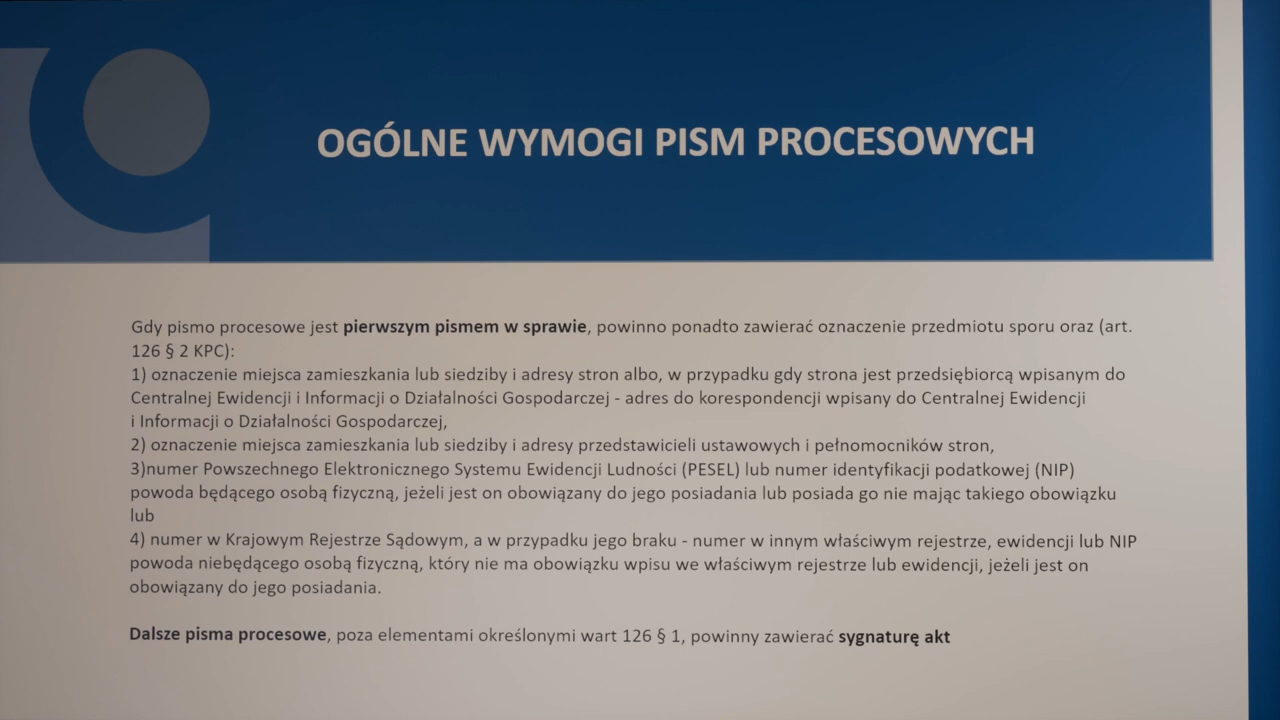 OGÓLNE WYMOGI PISM PROCESOWYCH
Gdy pismo procesowe jest pierwszym pismem w sprawie, powinno ponadto zawierać oznaczenie przedmiotu sporu oraz (art.
126 § 2 KPC):
1) oznaczenie miejsca zamieszkania lub siedziby i adresy stron albo, w przypadku gdy strona jest przedsiębiorcą wpisanym do
Centralnej Ewidencji i Informacji o Działalności Gospodarczej - adres do korespondencji wpisany do Centralnej Ewidencji
i Informacji o Działalności Gospodarczej,
2) oznaczenie miejsca zamieszkania lub siedziby i adresy przedstawicieli ustawowych i pełnomocników stron,
3)numer Powszechnego Elektronicznego Systemu Ewidencji Ludności (PESEL) lub numer identyfikacji podatkowej (NIP)
powoda będącego osobą fizyczną, jeżeli jest on obowiązany do jego posiadania lub posiada go nie mając takiego obowiązku
lub
4) numer w Krajowym Rejestrze Sądowym, a w przypadku jego braku - numer w innym właściwym rejestrze, ewidencji lub NIP
powoda niebędącego osobą fizyczną, który nie ma obowiązku wpisu we właściwym rejestrze lub ewidencji, jeżeli jest on
obowiązany do jego posiadania.
Dalsze pisma procesowe, poza elementami określonymi wart 126 § 1, powinny zawierać sygnaturę akt